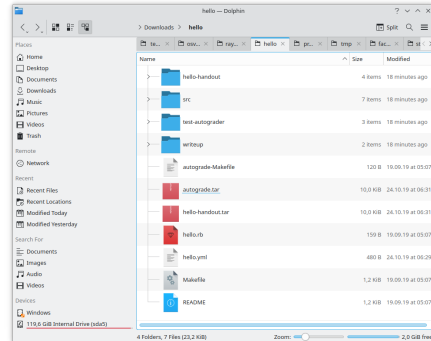 hello — Dolphin
> Downloads > hello
Split
te... osv... ray... hello pr... tmp fac... st
Places
Home
Desktop
Documents
Downloads
Music
Pictures
Videos
Trash
Remote
Network
Recent
Recent Files
Recent Locations
Modified Today
Modified Yesterday
Search For
Documents
Images
Audio
Videos
Devices
Windows
119,6 GiB Internal Drive (sda5)
Name Size Modified
hello-handout 4 items 18 minutes ago
src 7 items 18 minutes ago
test-autograder 3 items 18 minutes ago
writeup 2 items 18 minutes ago
autograde-Makefile 120 B 19.09.19 at 05:07
autograde.tar 10,0 KiB 24.10.19 at 06:31
hello-handout.tar 10,0 KiB 24.10.19 at 06:31
hello.rb 159 B 19.09.19 at 05:07
hello.yml 480 B 24.10.19 at 06:29
Makefile 1,2 KiB 19.09.19 at 05:07
README 1,2 KiB 19.09.19 at 05:07
4 Folders, 7 Files (23,2 KiB) Zoom: 2,0 GiB free